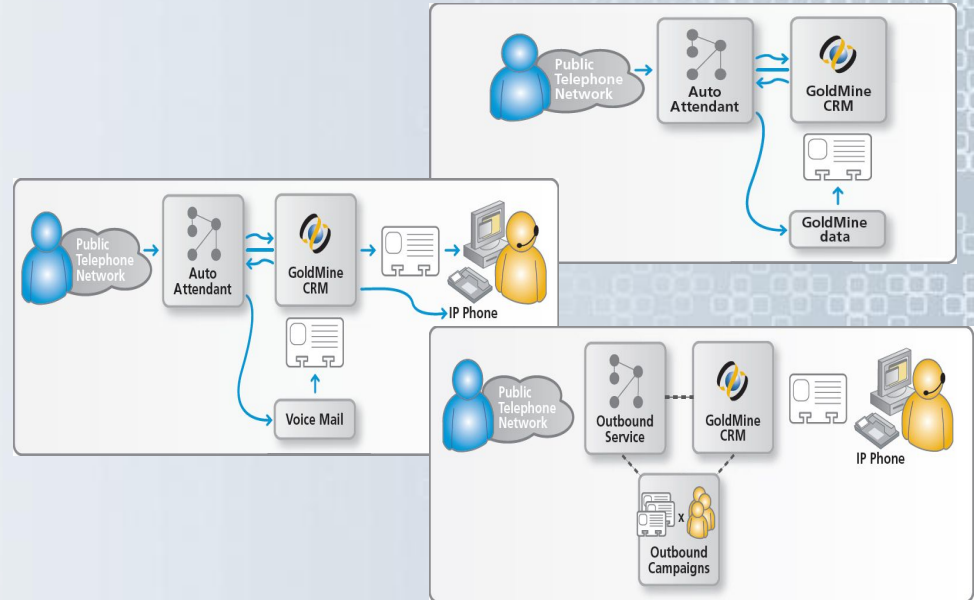 Public
Telephone
Network
Auto
Attendant
GoldMine
CRM
GoldMine
data
Public
Telephone
Network
Auto
Attendant
GoldMine
CRM
IP Phone
Voice Mail
Public
Telephone
Network
Outbound
Service
GoldMine
CRM
IP Phone
x
Outbound
Campaigns